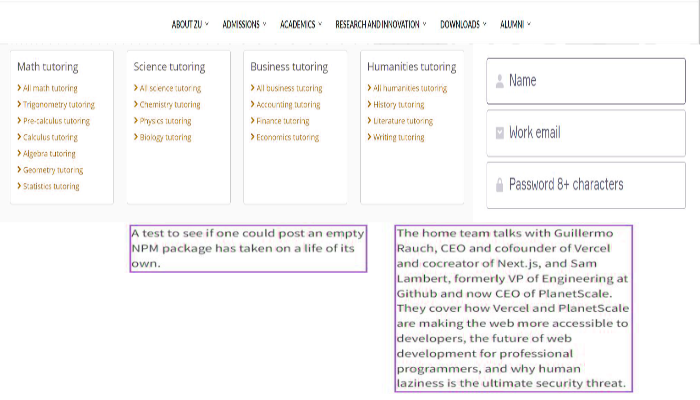 ABOUT ZU ADMISSIONS ACADEMICS RESEARCH AND INNOVATION DOWNLOADS ALUMNI
Math tutoring
All math tutoring
Trigonometry tutoring
Pre-calculus tutoring
Calculus tutoring
Algebra tutoring
Geometry tutoring
Statistics tutoring
Science tutoring
All science tutoring
Chemistry tutoring
Physics tutoring
Biology tutoring
Business tutoring
All business tutoring
Accounting tutoring
Finance tutoring
Economics tutoring
Humanities tutoring
All humanities tutoring
History tutoring
Literature tutoring
Writing tutoring
Name
Work email
Password 8+ characters
A test to see if one could post an empty
NPM package has taken on a life of its
own.
The home team talks with Guillermo
Rauch, CEO and cofounder of Vercel
and cocreator of Next.js, and Sam
Lambert, formerly VP of Engineering at
Github and now CEO of PlanetScale.
They cover how Vercel and PlanetScale
are making the web more accessible to
developers, the future of web
development for professional
programmers, and why human
laziness is the ultimate security threat.